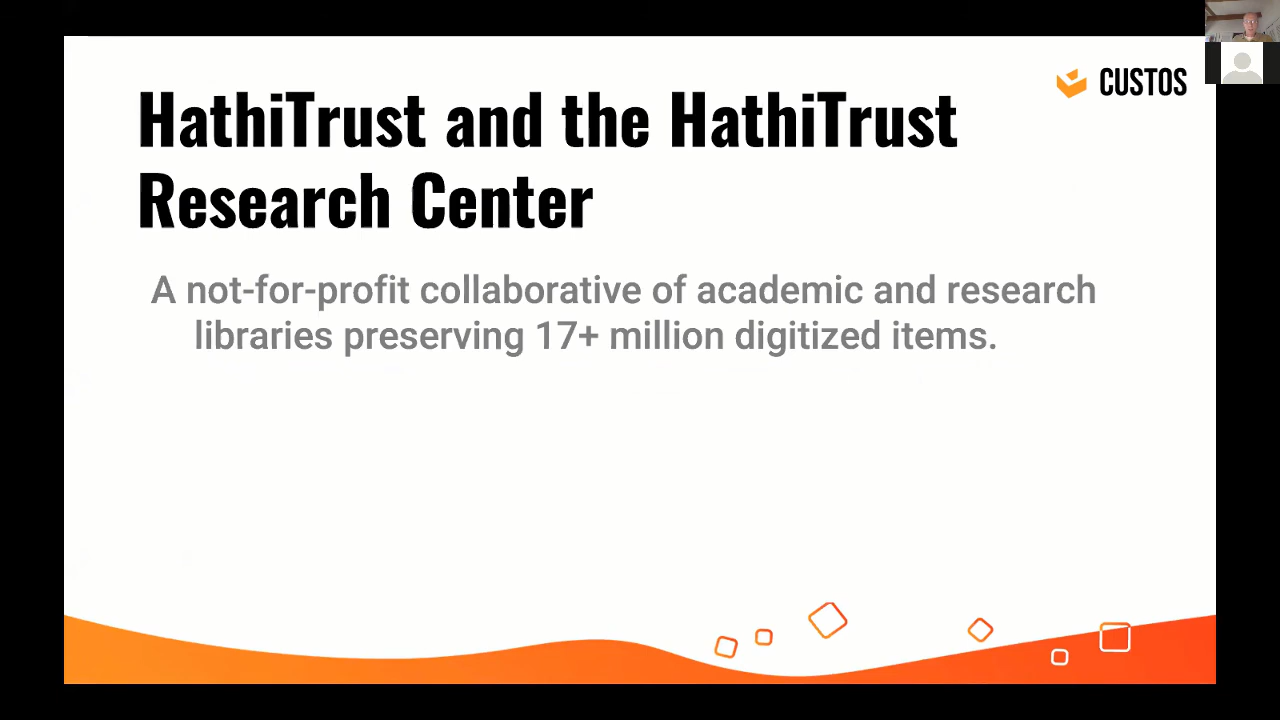 CUSTOS
HathiTrust and the HathiTrust
Research Center
A not-for-profit collaborative of academic and research
libraries preserving 17+ million digitized items.